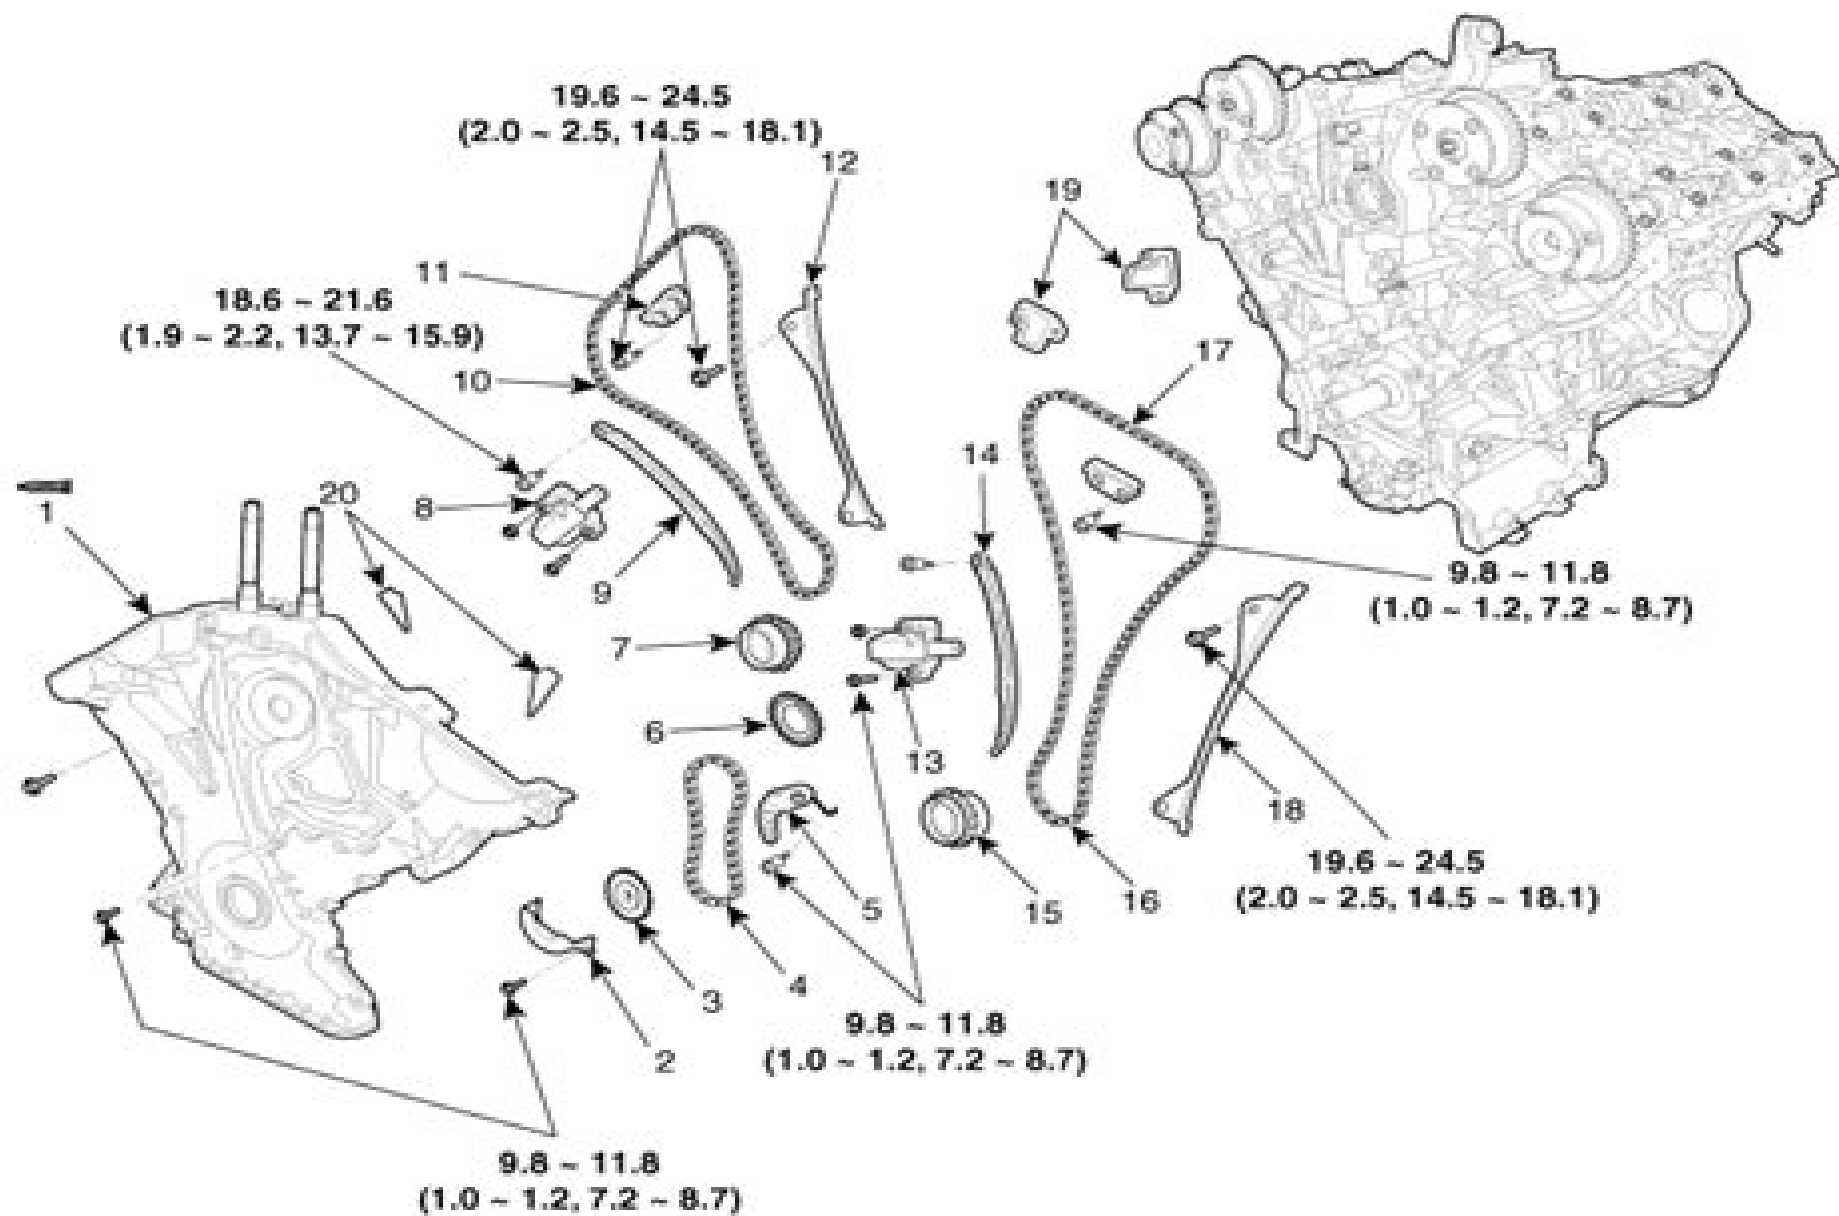 19.6 ~ 24.5
(2.0 ~ 2.5, 14.5 ~ 18.1)
12
19
11
18.6 ~ 21.6
(1.9 ~ 2.2, 13.7 ~ 15.9)
10
17
14
8
20
1
9
9.8 ~ 11.8
(1.0 ~ 1.2, 7.2 ~ 8.7)
7
6
13
18
19.6 ~ 24.5
(2.0 ~ 2.5, 14.5 ~ 18.1)
5
15
16
4
3
9.8 ~ 11.8
(1.0 ~ 1.2, 7.2 ~ 8.7)
2
9.8 ~ 11.8
(1.0 ~ 1.2, 7.2 ~ 8.7)